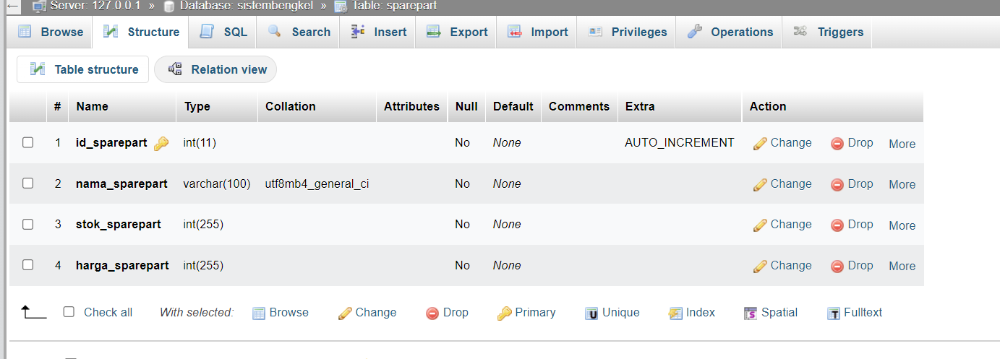 Server: 127.0.0.1 » Database: sistembengkel » Table: sparepart
Browse Structure SQL Search Insert Export Import Privileges Operations Triggers
Table structure Relation view
# Name Type Collation Attributes Null Default Comments Extra Action
1 id_sparepart int(11) No None AUTO_INCREMENT Change Drop More
2 nama_sparepart varchar(100) utf8mb4_general_ci No None Change Drop More
3 stok_sparepart int(255) No None Change Drop More
4 harga_sparepart int(255) No None Change Drop More
Check all With selected: Browse Change Drop Primary Unique Index Spatial Fulltext